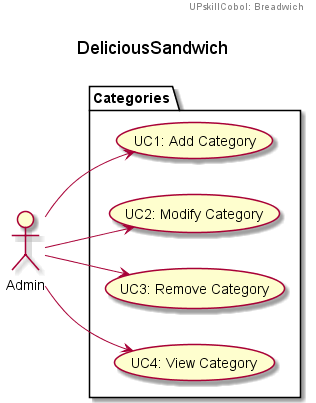 UPskillCobol: Breadwich
DeliciousSandwich
Categories
UC1: Add Category
UC2: Modify Category
UC3: Remove Category
Admin
UC4: View Category